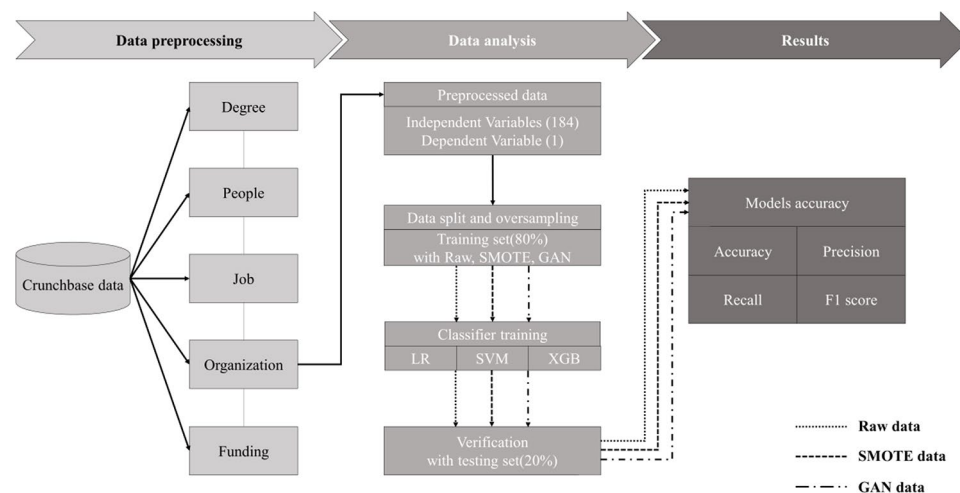 Data preprocessing
Data analysis
Results
Crunchbase data
Degree
People
Job
Organization
Funding
Preprocessed data
Independent Variables (184)
Dependent Variable (1)
Data split and oversampling
Training set(80%)
with Raw, SMOTE, GAN
Classifier training
LR
SVM
XGB
Verification
with testing set(20%)
Models accuracy
Accuracy
Precision
Recall
F1 score
Raw data
SMOTE data
GAN data